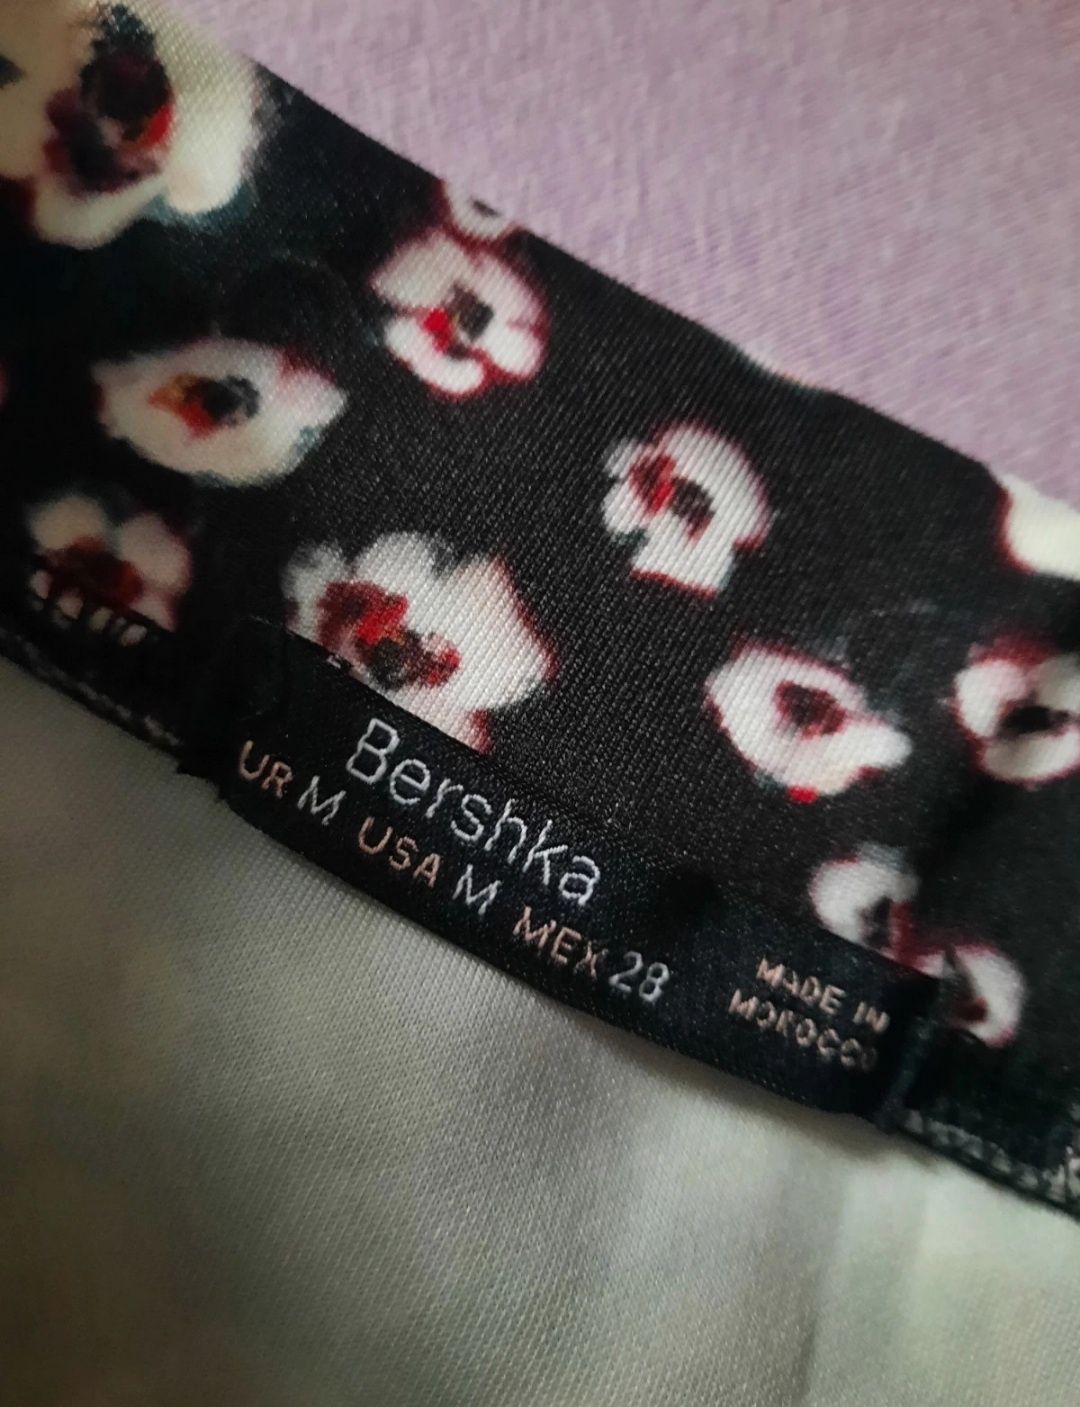 Bershka
UR M USA M MEX 28
MADE IN
MOROCCO